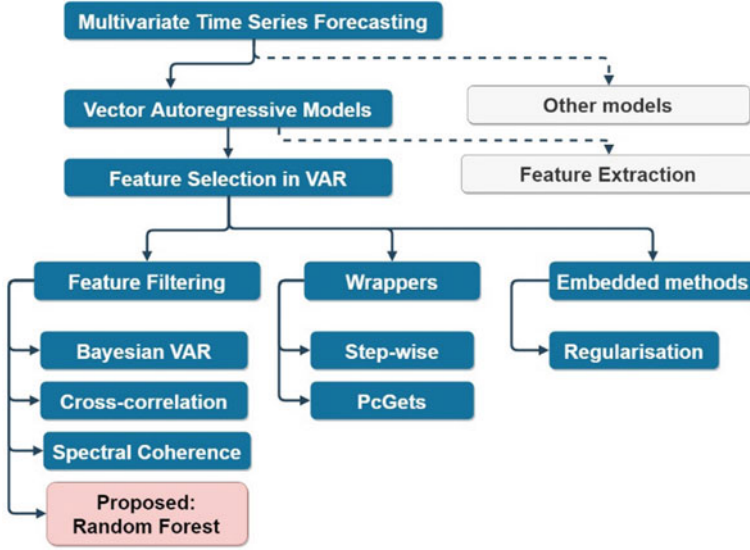 Multivariate Time Series Forecasting
Vector Autoregressive Models
Other models
Feature Selection in VAR
Feature Extraction
Feature Filtering
Wrappers
Embedded methods
Bayesian VAR
Step-wise
Regularisation
Cross-correlation
PcGets
Spectral Coherence
Proposed:
Random Forest